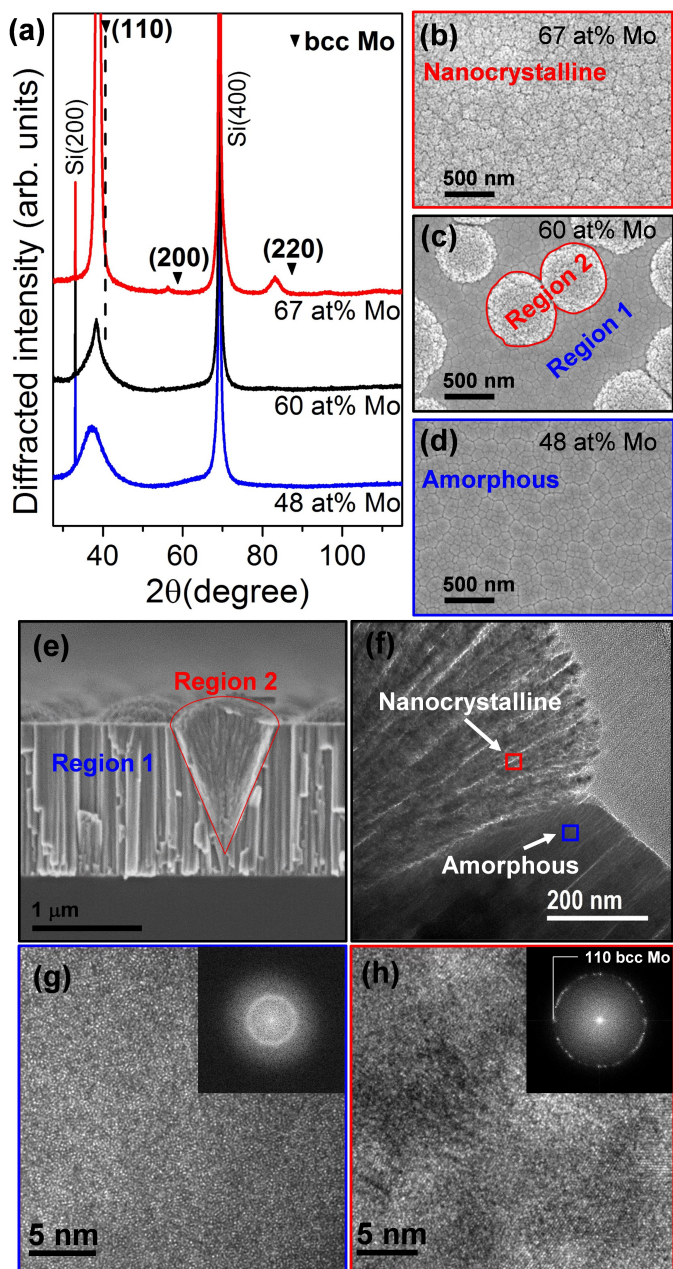 (a)
(110)
▼bcc Mo
Si(200)
Si(400)
(200)
(220)
67 at% Mo
60 at% Mo
48 at% Mo
Diffracted intensity (arb. units)
40
60
80
100
2θ(degree)
(b)
67 at% Mo
Nanocrystalline
500 nm
(c)
60 at% Mo
Region 2
Region 1
500 nm
(d)
48 at% Mo
Amorphous
500 nm
(e)
Region 2
Region 1
1 μm
(f)
Nanocrystalline
Amorphous
200 nm
(g)
5 nm
(h)
110 bcc Mo
5 nm